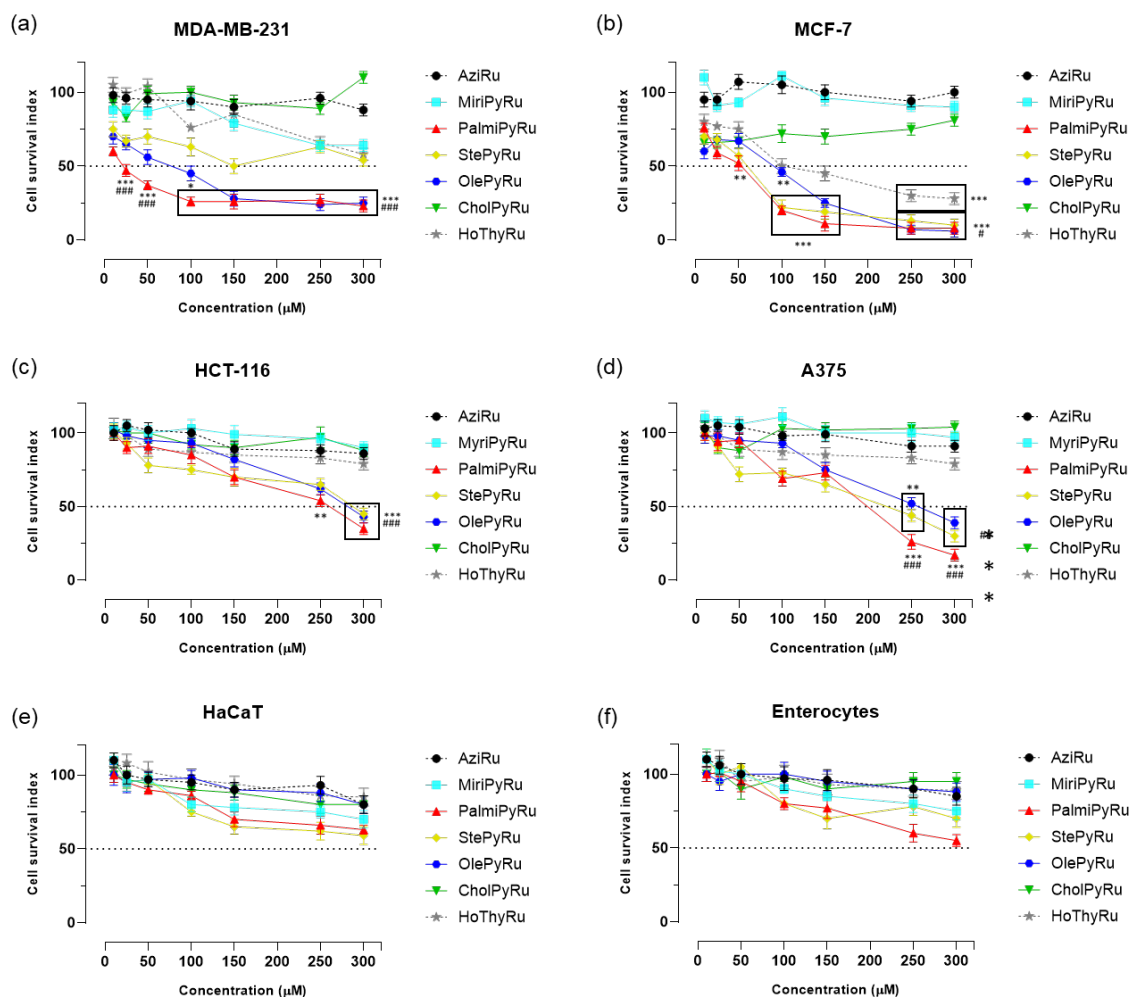 (a)
MDA-MB-231
Cell survival index
100
50
0
***
###
***
###
*
***
###
0 50 100 150 200 250 300
Concentration (μM)
AziRu
MiriPyRu
PalmiPyRu
StePyRu
OlePyRu
CholPyRu
HoThyRu
(b)
MCF-7
Cell survival index
100
50
0
**
**
***
***
***
#
0 50 100 150 200 250 300
Concentration (μM)
AziRu
MiriPyRu
PalmiPyRu
StePyRu
OlePyRu
CholPyRu
HoThyRu
(c)
HCT-116
Cell survival index
100
50
0
**
***
###
0 50 100 150 200 250 300
Concentration (μM)
AziRu
MyriPyRu
PalmiPyRu
StePyRu
OlePyRu
CholPyRu
HoThyRu
(d)
A375
Cell survival index
100
50
0
**
***
###
***
###
*
*
*
0 50 100 150 200 250 300
Concentration (μM)
AziRu
MyriPyRu
PalmiPyRu
StePyRu
OlePyRu
CholPyRu
HoThyRu
(e)
HaCaT
Cell survival index
100
50
0
0 50 100 150 200 250 300
Concentration (μM)
AziRu
MiriPyRu
PalmiPyRu
StePyRu
OlePyRu
CholPyRu
HoThyRu
(f)
Enterocytes
Cell survival index
100
50
0
0 50 100 150 200 250 300
Concentration (μM)
AziRu
MiriPyRu
PalmiPyRu
StePyRu
OlePyRu
CholPyRu
HoThyRu